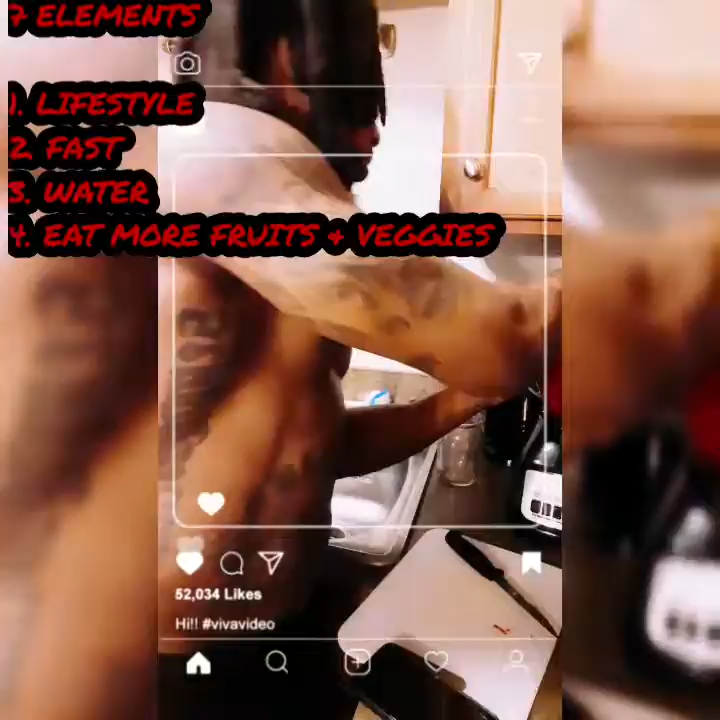 7 ELEMENTS
1. LIFESTYLE
2. FAST
3. WATER
4. EAT MORE FRUITS & VEGGIES
52,034 Likes
Hi!! #vivavideo